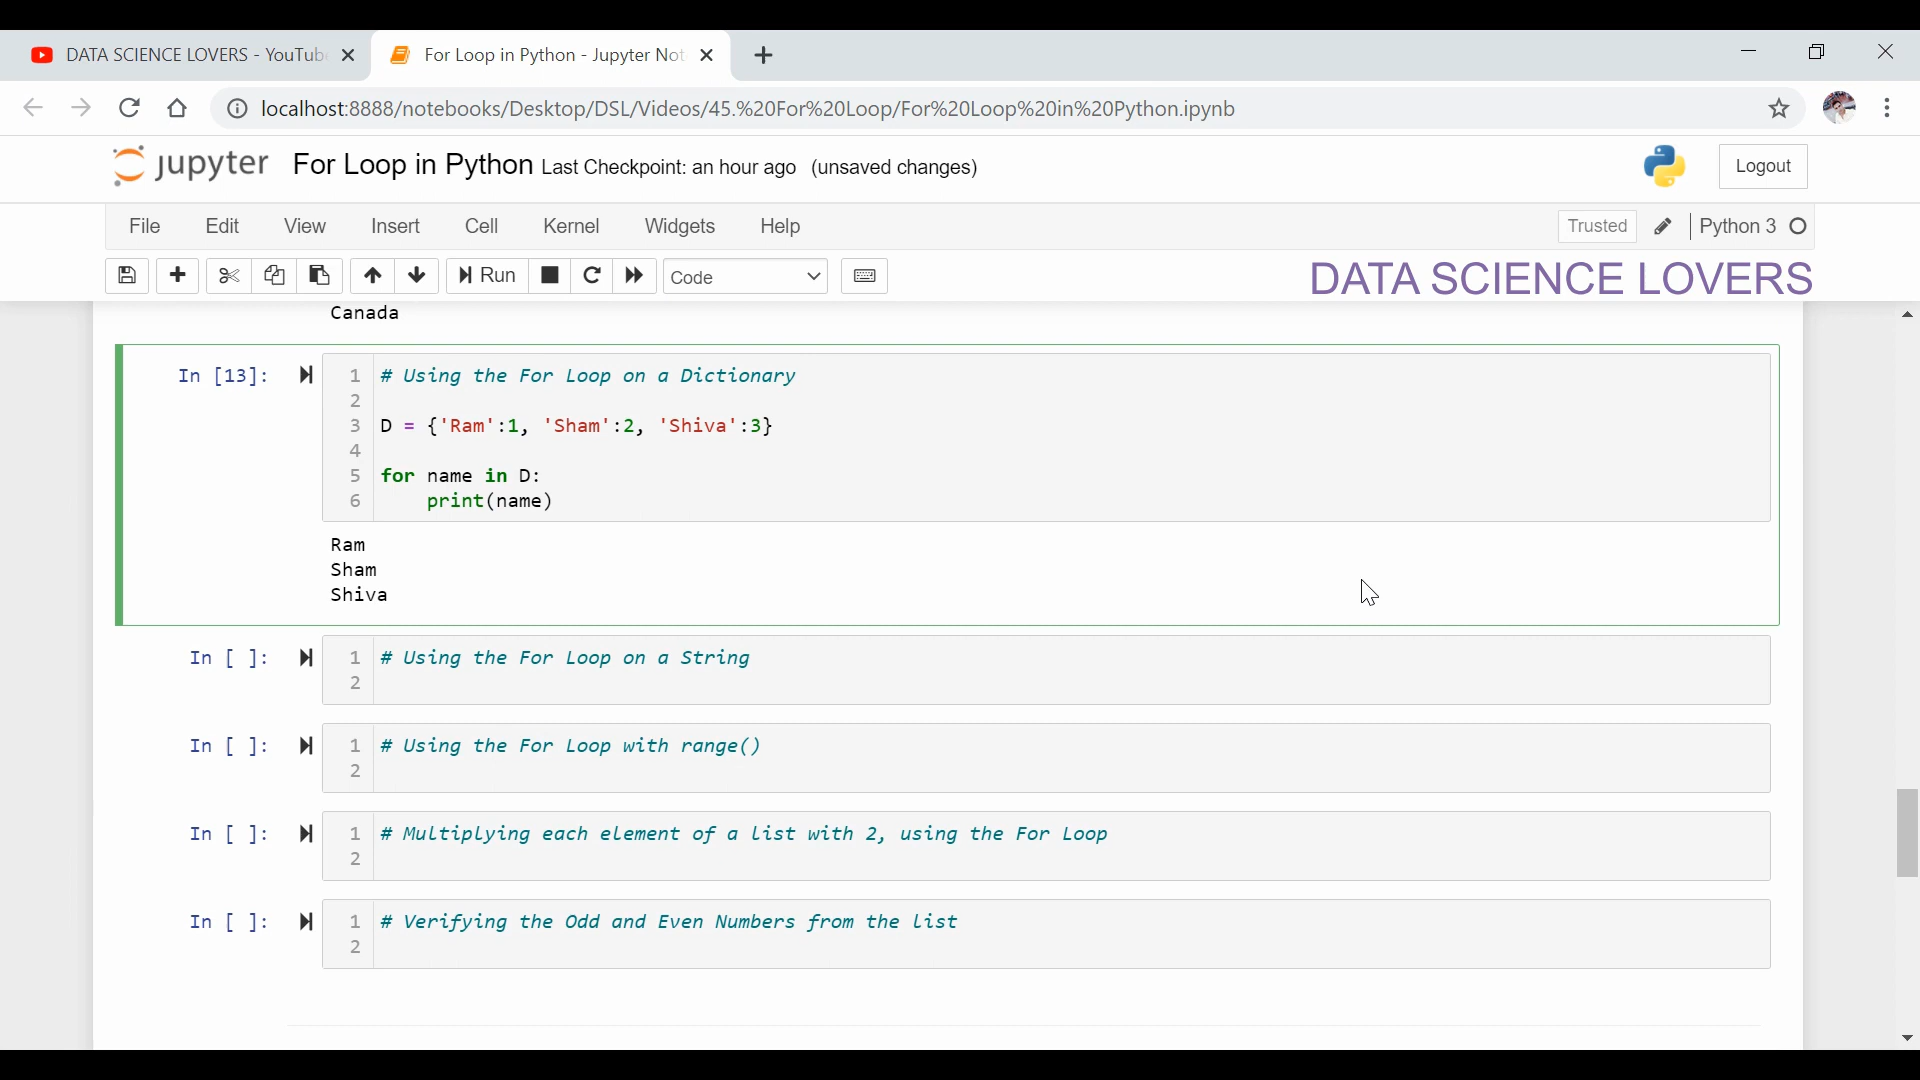 DATA SCIENCE LOVERS - YouTub
For Loop in Python - Jupyter Not
localhost:8888/notebooks/Desktop/DSL/Videos/45.%20For%20Loop/For%20Loop%20in%20Python.ipynb
jupyter For Loop in Python Last Checkpoint: an hour ago (unsaved changes)
Logout
File Edit View Insert Cell Kernel Widgets Help
Trusted Python 3
Run Code
DATA SCIENCE LOVERS
Canada
In [13]:
1 # Using the For Loop on a Dictionary
2
3 D = {'Ram':1, 'Sham':2, 'Shiva':3}
4
5 for name in D:
6     print(name)
Ram
Sham
Shiva
In [ ]:
1 # Using the For Loop on a String
2
In [ ]:
1 # Using the For Loop with range()
2
In [ ]:
1 # Multiplying each element of a list with 2, using the For Loop
2
In [ ]:
1 # Verifying the Odd and Even Numbers from the list
2